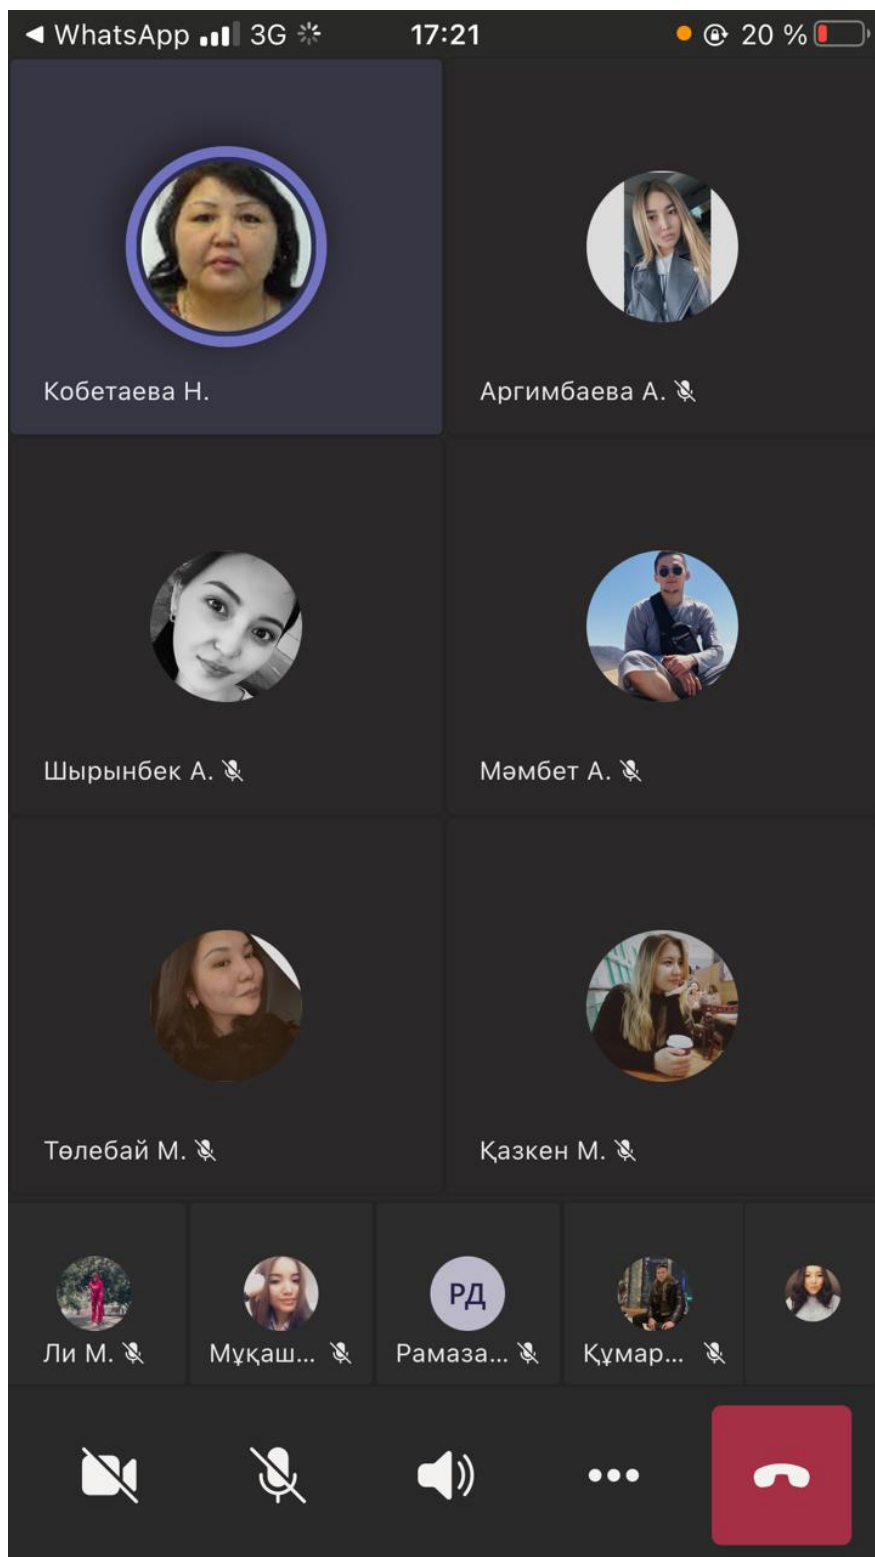 WhatsApp 3G 17:21 20 %
Кобетаева Н.
Аргимбаева А.
Шырынбек А.
Мәмбет А.
Төлебай М.
Қазкен М.
РД
Ли М.
Мұқаш...
Рамаза...
Құмар...